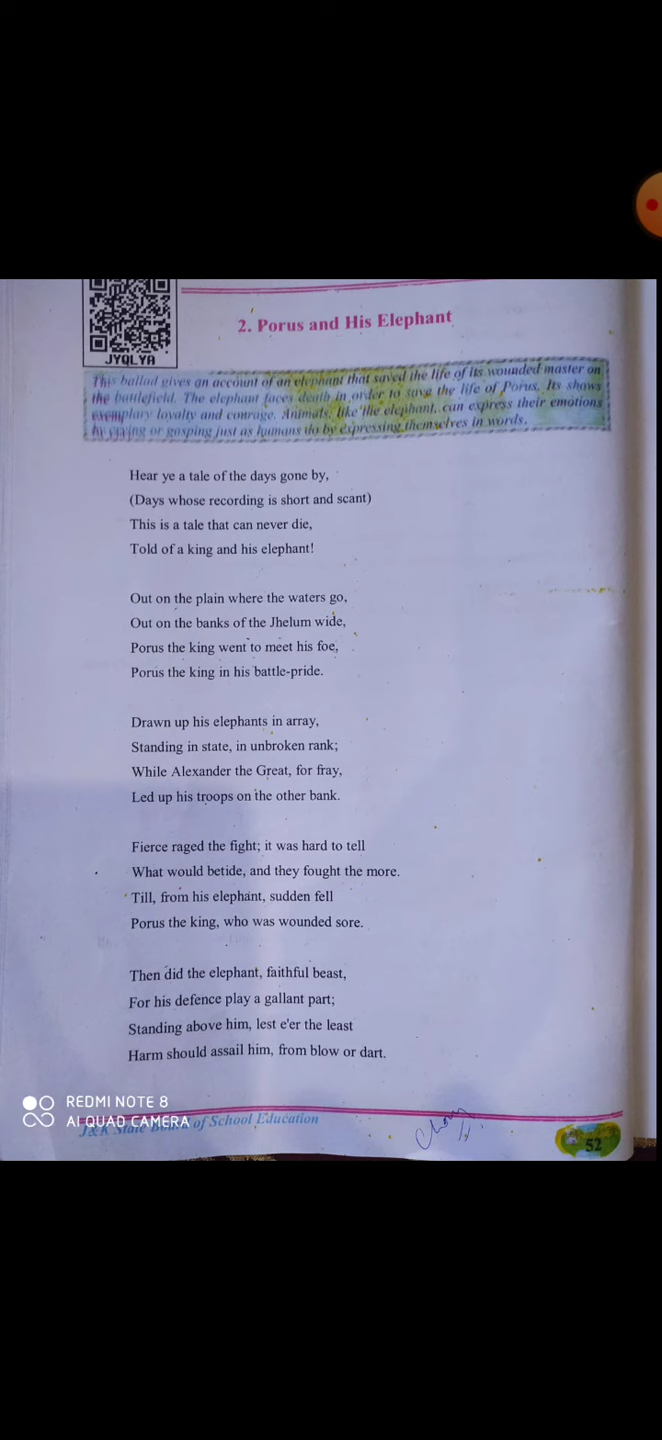 JYQLYA
2. Porus and His Elephant
This ballad gives an account of an elephant that saved the life of its wounded master on
the battlefield. The elephant faces death in order to save the life of Porus. Its shows
exemplary loyalty and courage. Animals, like the elephant, can express their emotions
by crying or gasping just as humans do by expressing themselves in words.
Hear ye a tale of the days gone by,
(Days whose recording is short and scant)
This is a tale that can never die,
Told of a king and his elephant!
Out on the plain where the waters go,
Out on the banks of the Jhelum wide,
Porus the king went to meet his foe,
Porus the king in his battle-pride.
Drawn up his elephants in array,
Standing in state, in unbroken rank;
While Alexander the Great, for fray,
Led up his troops on the other bank.
Fierce raged the fight; it was hard to tell
What would betide, and they fought the more.
Till, from his elephant, sudden fell
Porus the king, who was wounded sore.
Then did the elephant, faithful beast,
For his defence play a gallant part;
Standing above him, lest e'er the least
Harm should assail him, from blow or dart.
REDMI NOTE 8
AI QUAD CAMERA
J&K State Board of School Education
52